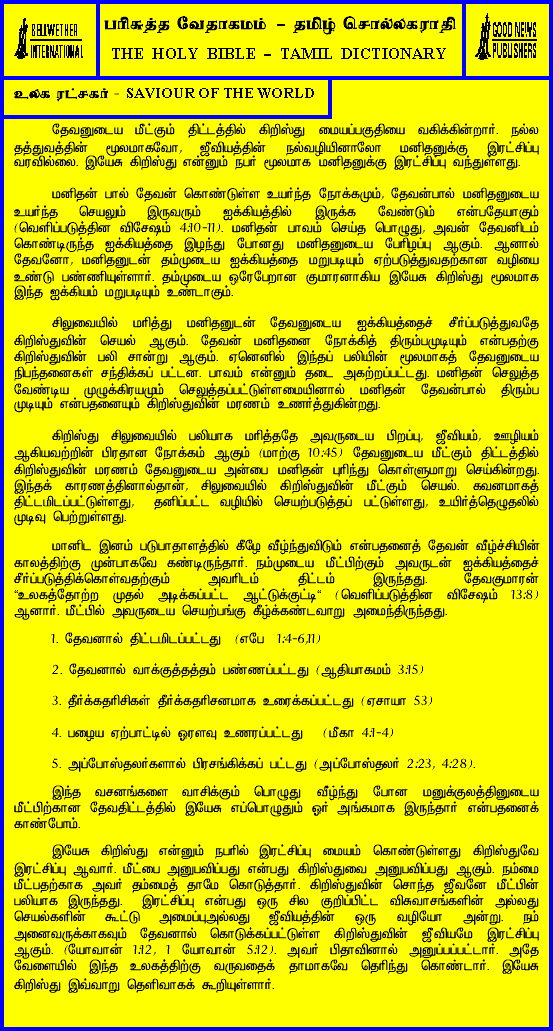 BELLWETHER
INTERNATIONAL
பரிசுத்த வேதாகமம் - தமிழ் சொல்லகராதி
THE HOLY BIBLE - TAMIL DICTIONARY
GOOD NEWS
PUBLISHERS
உலக ரட்சகர் - SAVIOUR OF THE WORLD
தேவனுடைய மீட்கும் திட்டத்தில் கிறிஸ்து மையப்பகுதியை வகிக்கின்றார். நல்ல
தத்துவத்தின் மூலமாகவோ, ஜீவியத்தின் நல்வழியினாலோ மனிதனுக்கு இரட்சிப்பு
வரவில்லை. இயேசு கிறிஸ்து என்னும் நபர் மூலமாக மனிதனுக்கு இரட்சிப்பு வந்துள்ளது.
மனிதன் பால் தேவன் கொண்டுள்ள உயர்ந்த நோக்கமும், தேவன்பால் மனிதனுடைய
உயர்ந்த செயலும் இருவரும் ஐக்கியத்தில் இருக்க வேண்டும் என்பதேயாகும்
(வெளிப்படுத்தின விசேஷம் 4:10-11). மனிதன் பாவம் செய்த பொழுது, அவன் தேவனிடம்
கொண்டிருந்த ஐக்கியத்தை இழந்து போனது மனிதனுடைய பேரிழப்பு ஆகும். ஆனால்
தேவனோ, மனிதனுடன் தம்முடைய ஐக்கியத்தை மறுபடியும் ஏற்படுத்துவதற்கான வழியை
உண்டு பண்ணியுள்ளார். தம்முடைய ஒரேபேறான குமாரனாகிய இயேசு கிறிஸ்து மூலமாக
இந்த ஐக்கியம் மறுபடியும் உண்டாகும்.
சிலுவையில் மரித்து மனிதனுடன் தேவனுடைய ஐக்கியத்தைச் சீர்ப்படுத்துவதே
கிறிஸ்துவின் செயல் ஆகும். தேவன் மனிதனை நோக்கித் திரும்பமுடியும் என்பதற்கு
கிறிஸ்துவின் பலி சான்று ஆகும். ஏனெனில் இந்தப் பலியின் மூலமாகத் தேவனுடைய
நிபந்தனைகள் சந்திக்கப் பட்டன. பாவம் என்னும் தடை அகற்றப்பட்டது. மனிதன் செலுத்த
வேண்டிய முழுக்கிரயமும் செலுத்தப்பட்டுள்ளமையினால் மனிதன் தேவன்பால் திரும்ப
முடியும் என்பதனையும் கிறிஸ்துவின் மரணம் உணர்த்துகின்றது.
கிறிஸ்து சிலுவையில் பலியாக மரித்ததே அவருடைய பிறப்பு, ஜீவியம், ஊழியம்
ஆகியவற்றின் பிரதான நோக்கம் ஆகும் (மாற்கு 10:45) தேவனுடைய மீட்கும் திட்டத்தில்
கிறிஸ்துவின் மரணம் தேவனுடைய அன்பை மனிதன் புரிந்து கொள்ளுமாறு செய்கின்றது.
இந்தக் காரணத்தினால்தான், சிலுவையில் கிறிஸ்துவின் மீட்கும் செயல். கவனமாகத்
திட்டமிடப்பட்டுள்ளது, தனிப்பட்ட வழியில் செயற்படுத்தப் பட்டுள்ளது, உயிர்த்தெழுதலில்
முடிவு பெற்றுள்ளது.
மானிட இனம் படுபாதாளத்தில் கீழே வீழ்ந்துவிடும் என்பதனைத் தேவன் வீழ்ச்சியின்
காலத்திற்கு முன்பாகவே கண்டிருந்தார். நம்முடைய மீட்பிற்கும் அவருடன் ஐக்கியத்தைச்
சீர்ப்படுத்திக்கொள்வதற்கும் அவரிடம் திட்டம் இருந்தது. தேவகுமாரன்
"உலகத்தோற்ற முதல் அடிக்கப்பட்ட ஆட்டுக்குட்டி" (வெளிப்படுத்தின விசேஷம் 13:8)
ஆனார். மீட்பில் அவருடைய செயற்பங்கு கீழ்க்கண்டவாறு அமைந்திருந்தது.
1. தேவனால் திட்டமிடப்பட்டது (எபே 1:4-6,11)
2. தேவனால் வாக்குத்தத்தம் பண்ணப்பட்டது (ஆதியாகமம் 3:15)
3. தீர்க்கதரிசிகள் தீர்க்கதரிசனமாக உரைக்கப்பட்டது (ஏசாயா 53)
4. பழைய ஏற்பாட்டில் ஓரளவு உணரப்பட்டது (மீகா 4:1-4)
5. அப்போஸ்தலர்களால் பிரசங்கிக்கப் பட்டது (அப்போஸ்தலர் 2:23, 4:28).
இந்த வசனங்களை வாசிக்கும் பொழுது வீழ்ந்து போன மனுக்குலத்தினுடைய
மீட்பிற்கான தேவதிட்டத்தில் இயேசு எப்பொழுதும் ஓர் அங்கமாக இருந்தார் என்பதனைக்
காண்போம்.
இயேசு கிறிஸ்து என்னும் நபரில் இரட்சிப்பு மையம் கொண்டுள்ளது கிறிஸ்துவே
இரட்சிப்பு ஆவார். மீட்பை அனுபவிப்பது என்பது கிறிஸ்துவை அனுபவிப்பது ஆகும். நம்மை
மீட்பதற்காக அவர் தம்மைத் தாமே கொடுத்தார். கிறிஸ்துவின் சொந்த ஜீவனே மீட்பின்
பலியாக இருந்தது. இரட்சிப்பு என்பது ஒரு சில குறிப்பிட்ட விசுவாசங்களின் அல்லது
செயல்களின் கூட்டு அமைப்புஅல்லது ஜீவியத்தின் ஒரு வழியோ அன்று. நம்
அனைவருக்காகவும் தேவனால் கொடுக்கப்பட்டுள்ள கிறிஸ்துவின் ஜீவியமே இரட்சிப்பு
ஆகும். (யோவான் 1:12, 1 யோவான் 5:12). அவர் பிதாவினால் அனுப்பப்பட்டார். அதே
வேளையில் இந்த உலகத்திற்கு வருவதைக் தாமாகவே தெரிந்து கொண்டார். இயேசு
கிறிஸ்து இவ்வாறு தெளிவாகக் கூறியுள்ளார்.